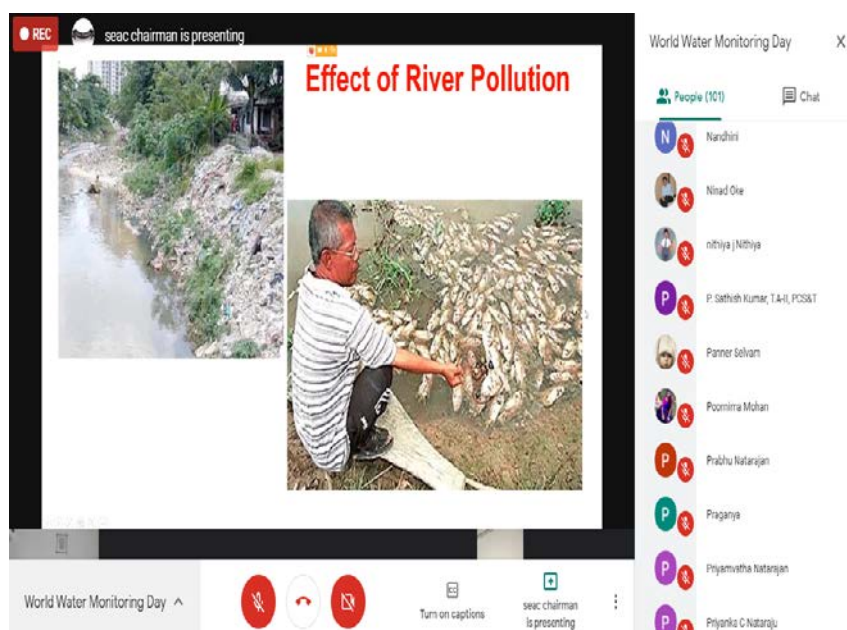 REC
seac chairman is presenting
Effect of River Pollution
World Water Monitoring Day
People (101)
Chat
N
Nandhini
Ninad Oke
nithiya j Nithiya
P
P. Sathish Kumar, T.A-II, PCS&T
Panner Selvam
Poornima Mohan
P
Prabhu Natarajan
P
Praganya
P
Priyamvatha Natarajan
P
Priyanka C Nataraju
World Water Monitoring Day
Turn on captions
seac chairman
is presenting